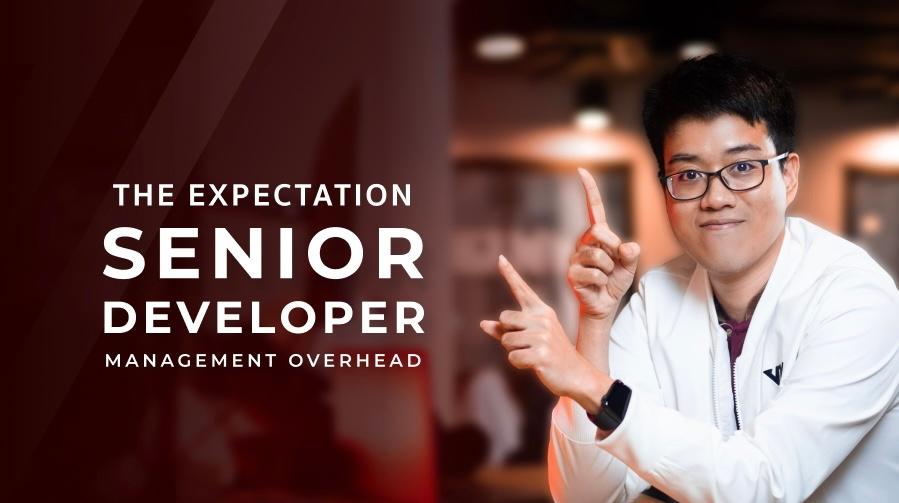 THE EXPECTATION
SENIOR
DEVELOPER
MANAGEMENT OVERHEAD